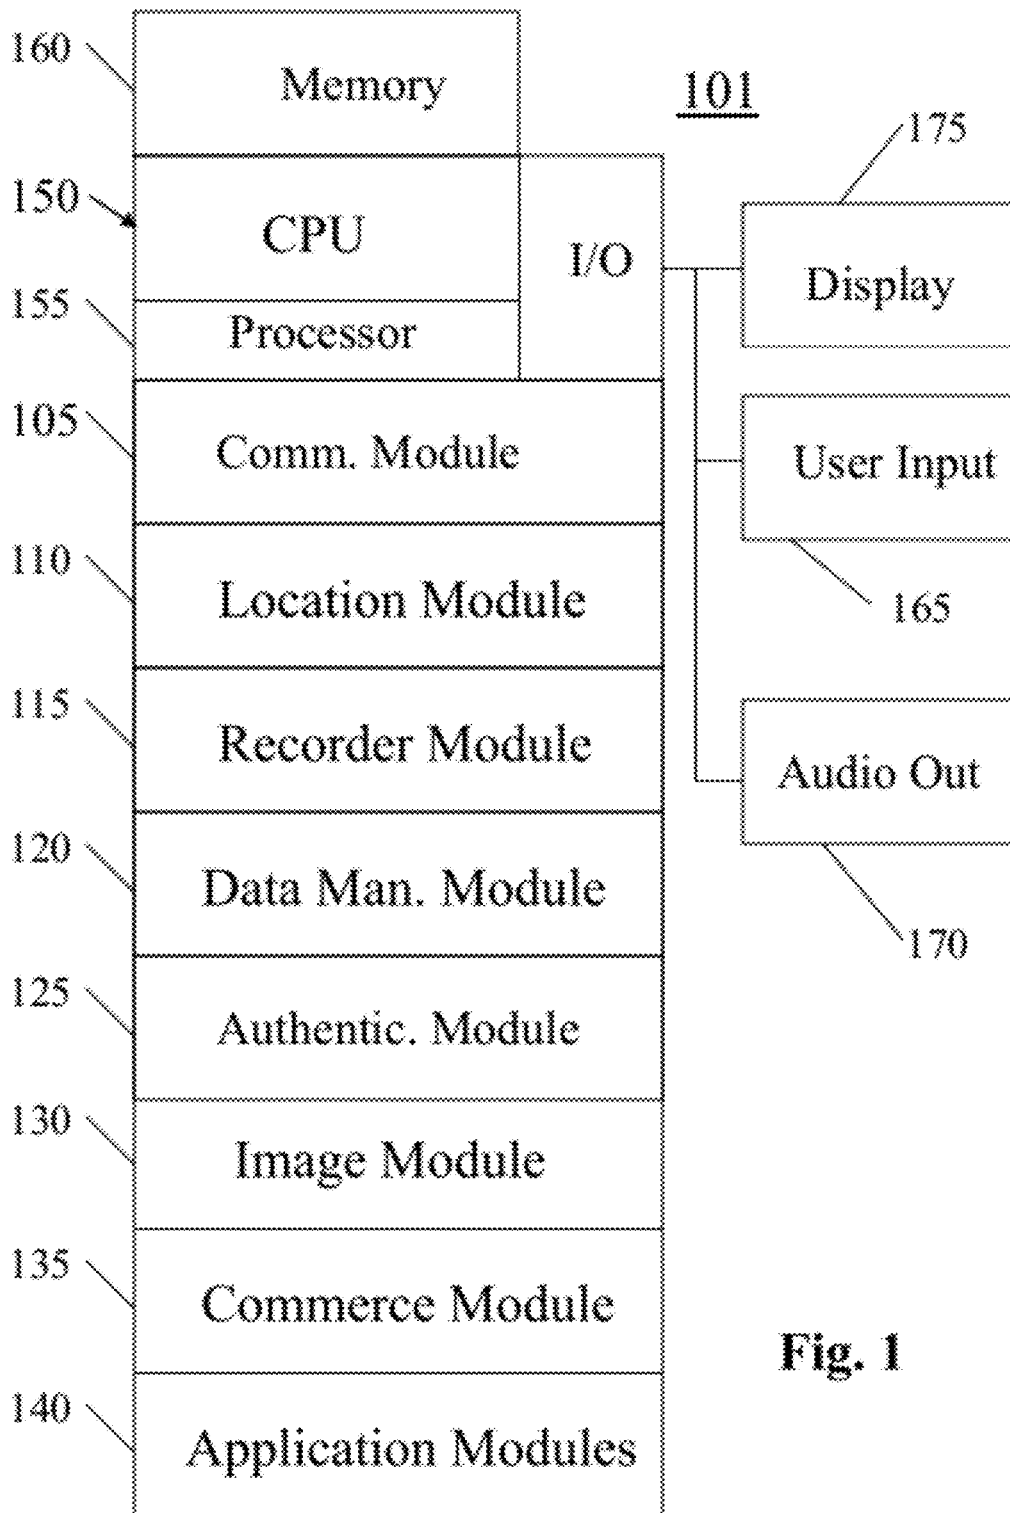 160
Memory
101
175
150
CPU
I/O
Display
155
Processor
105
Comm. Module
User Input
110
Location Module
165
115
Recorder Module
Audio Out
120
Data Man. Module
170
125
Authentic. Module
130
Image Module
135
Commerce Module
Fig. 1
140
Application Modules